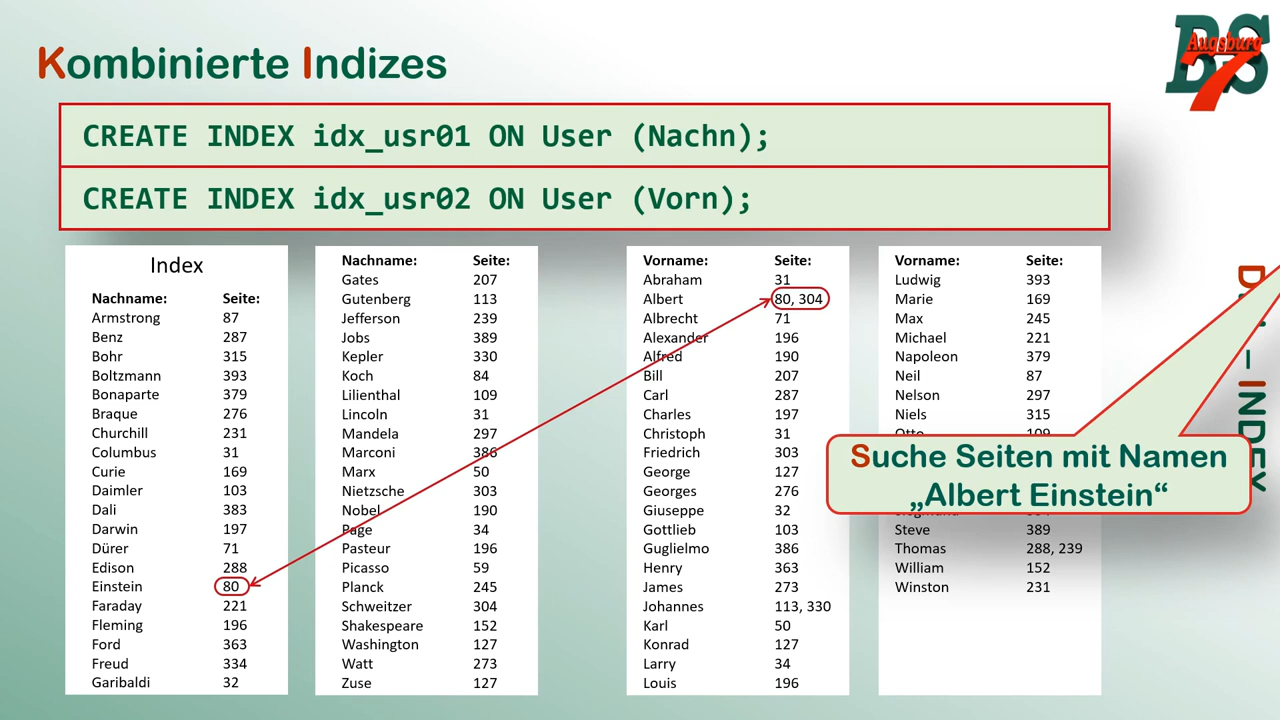 Kombinierte Indizes
BS
Augsburg
7
CREATE INDEX idx_usr01 ON User (Nachn);
CREATE INDEX idx_usr02 ON User (Vorn);
Index
Nachname: Seite:
Armstrong 87
Benz 287
Bohr 315
Boltzmann 393
Bonaparte 379
Braque 276
Churchill 231
Columbus 31
Curie 169
Daimler 103
Dali 383
Darwin 197
Dürer 71
Edison 288
Einstein 80
Faraday 221
Fleming 196
Ford 363
Freud 334
Garibaldi 32
Nachname: Seite:
Gates 207
Gutenberg 113
Jefferson 239
Jobs 389
Kepler 330
Koch 84
Lilienthal 109
Lincoln 31
Mandela 297
Marconi 386
Marx 50
Nietzsche 303
Nobel 190
Page 34
Pasteur 196
Picasso 59
Planck 245
Schweitzer 304
Shakespeare 152
Washington 127
Watt 273
Zuse 127
Vorname: Seite:
Abraham 31
Albert 80, 304
Albrecht 71
Alexander 196
Alfred 190
Bill 207
Carl 287
Charles 197
Christoph 31
Friedrich 303
George 127
Georges 276
Giuseppe 32
Gottlieb 103
Guglielmo 386
Henry 363
James 273
Johannes 113, 330
Karl 50
Konrad 127
Larry 34
Louis 196
Vorname: Seite:
Ludwig 393
Marie 169
Max 245
Michael 221
Napoleon 379
Neil 87
Nelson 297
Niels 315
Otto 109
Steve 389
Thomas 288, 239
William 152
Winston 231
Suche Seiten mit Namen
„Albert Einstein“
– INDEX